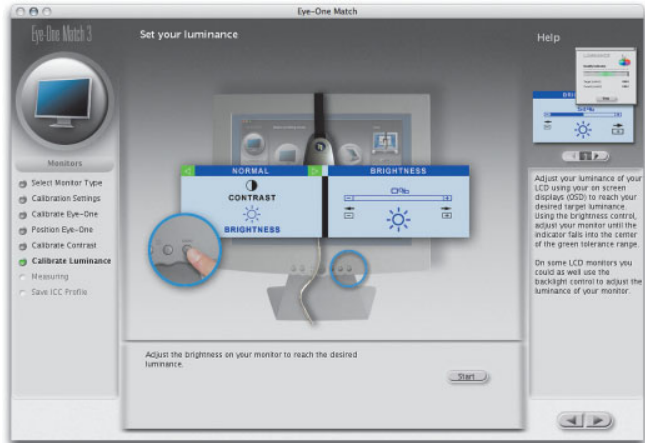 Eye-One Match
Eye-One Match 3
Set your luminance
Help
LUMINANCE
Monitors
Select Monitor Type
Calibration Settings
Calibrate Eye-One
Position Eye-One
Calibrate Contrast
Calibrate Luminance
Measuring
Save ICC Profile
NORMAL
CONTRAST
BRIGHTNESS
BRIGHTNESS
0%
Adjust your luminance of your
LCD using your on screen
displays (OSD) to reach your
desired target luminance.
Using the brightness control,
adjust your monitor until the
indicator falls into the center
of the green tolerance range.
On some LCD monitors you
could as well use the
backlight control to adjust the
luminance of your monitor.
Adjust the brightness on your monitor to reach the desired
luminance.
Start